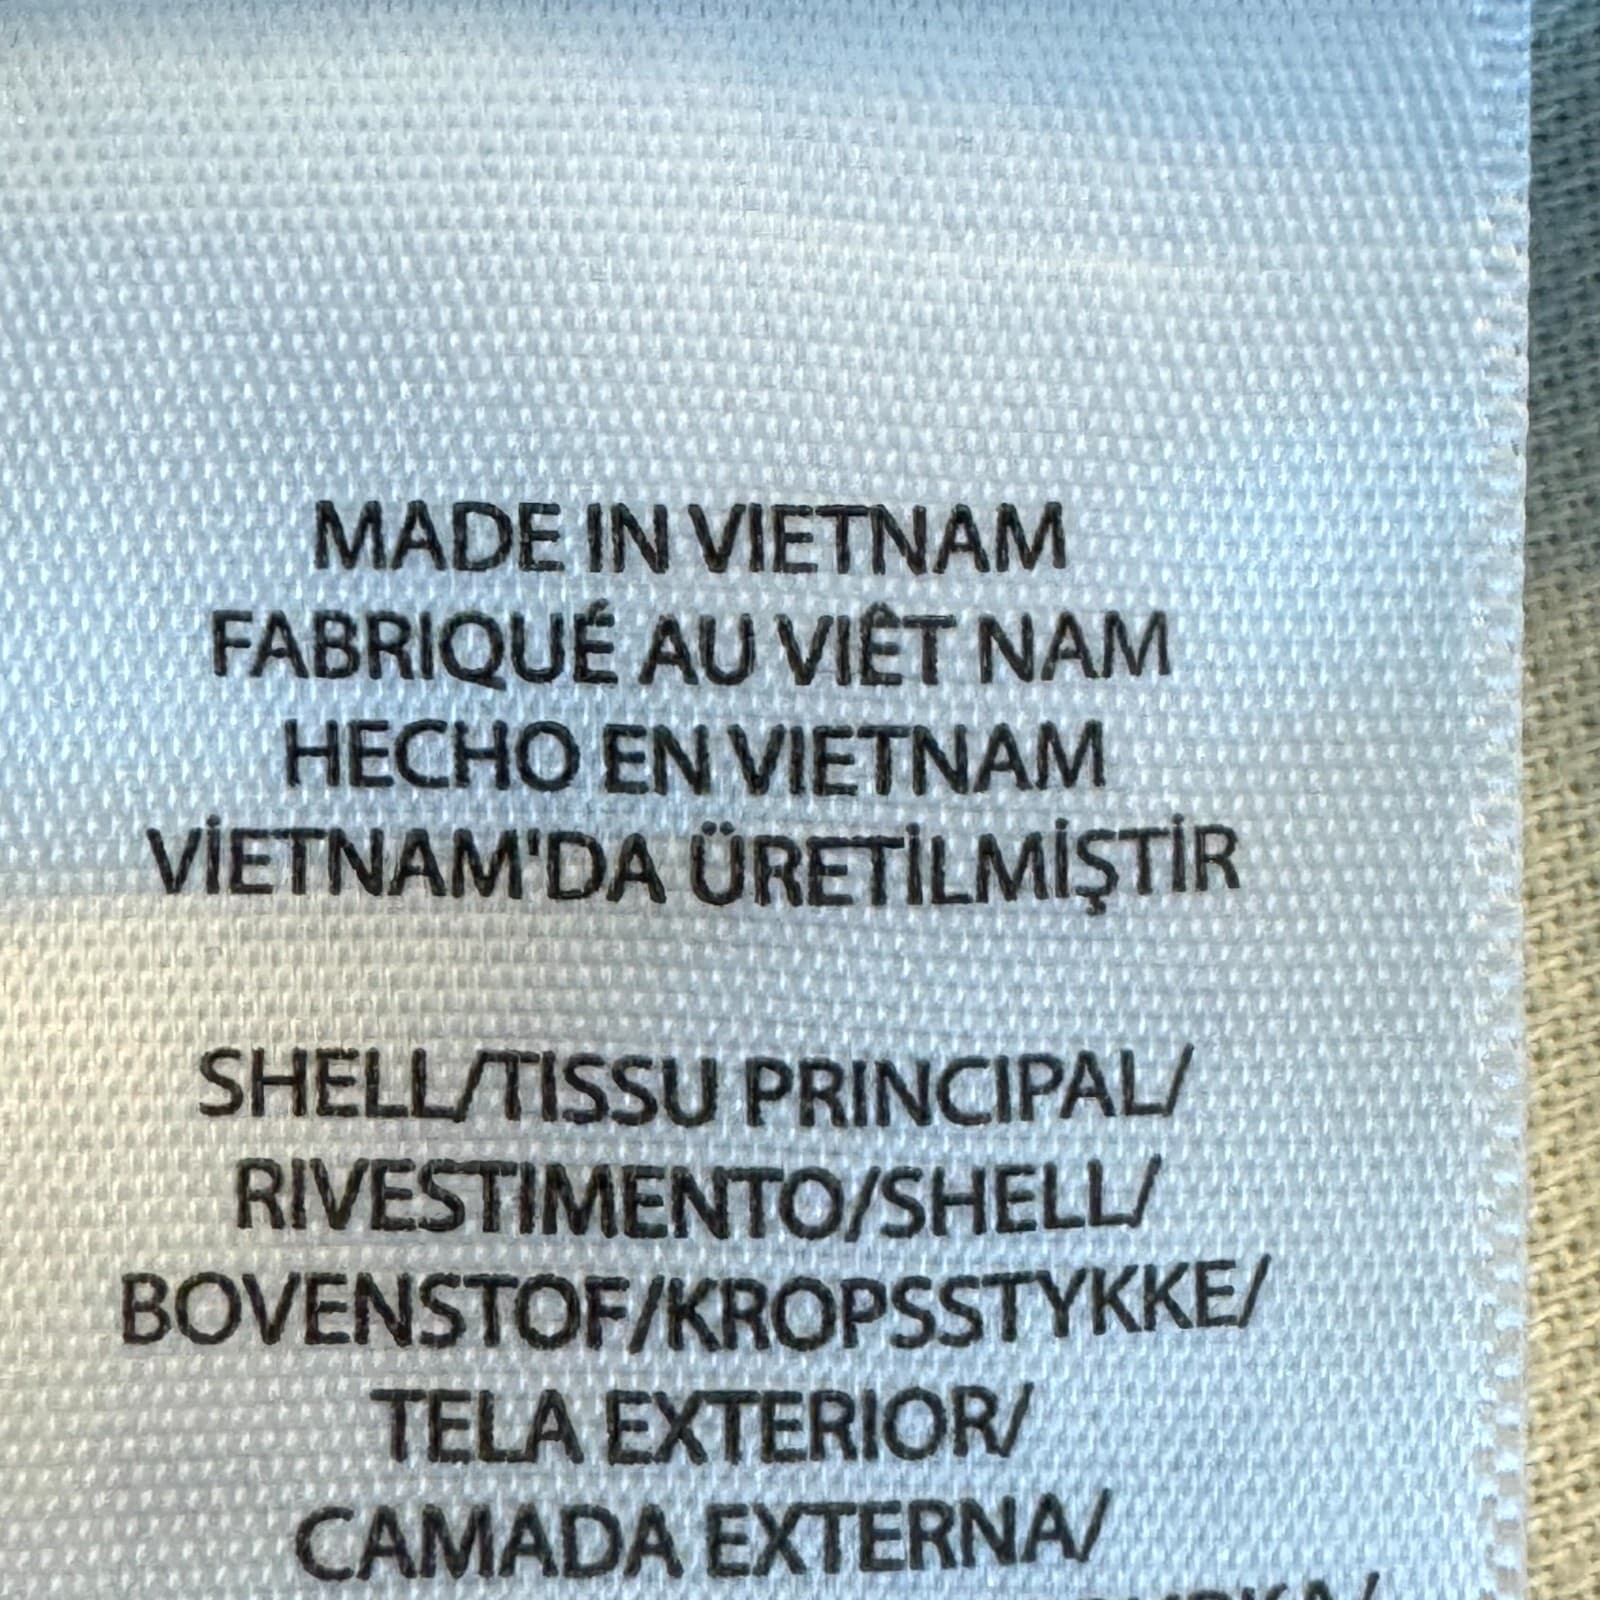 MADE IN VIETNAM
FABRIQUÉ AU VIÊT NAM
HECHO EN VIETNAM
VİETNAM'DA ÜRETİLMİŞTİR
SHELL/TISSU PRINCIPAL/
RIVESTIMENTO/SHELL/
BOVENSTOF/KROPSSTYKKE/
TELA EXTERIOR/
CAMADA EXTERNA/